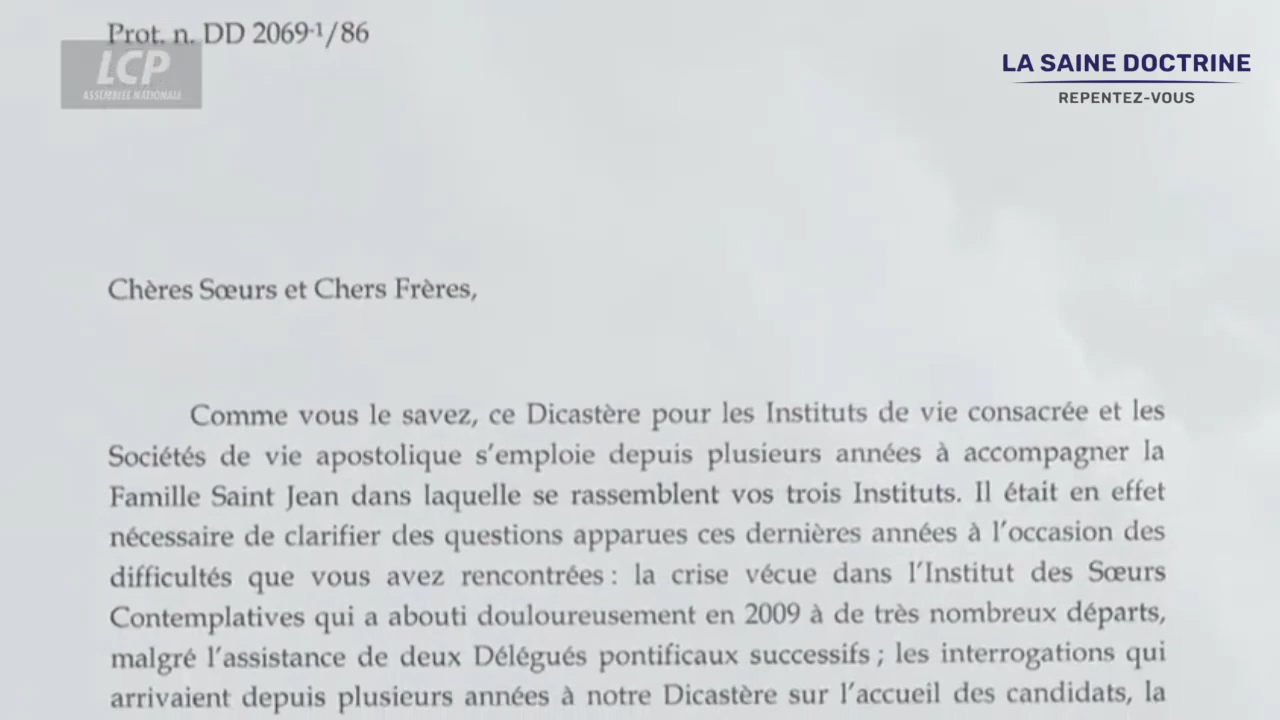 Prot. n. DD 2069-1/86
LCP
ASSEMBLÉE NATIONALE
LA SAINE DOCTRINE
REPENTEZ-VOUS
Chères Sœurs et Chers Frères,
Comme vous le savez, ce Dicastère pour les Instituts de vie consacrée et les
Sociétés de vie apostolique s’emploie depuis plusieurs années à accompagner la
Famille Saint Jean dans laquelle se rassemblent vos trois Instituts. Il était en effet
nécessaire de clarifier des questions apparues ces dernières années à l’occasion des
difficultés que vous avez rencontrées : la crise vécue dans l’Institut des Sœurs
Contemplatives qui a abouti douloureusement en 2009 à de très nombreux départs,
malgré l’assistance de deux Délégués pontificaux successifs ; les interrogations qui
arrivaient depuis plusieurs années à notre Dicastère sur l’accueil des candidats, la